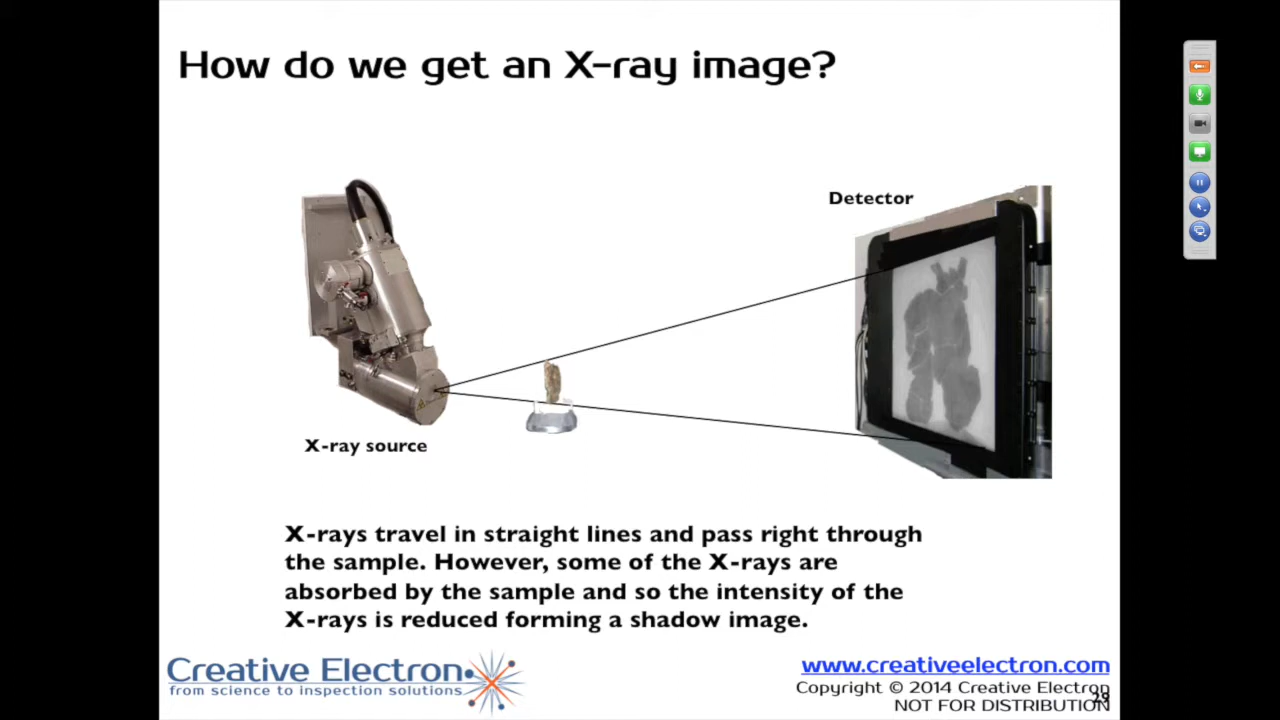 How do we get an X-ray image?
Detector
X-ray source
X-rays travel in straight lines and pass right through
the sample. However, some of the X-rays are
absorbed by the sample and so the intensity of the
X-rays is reduced forming a shadow image.
Creative Electron
from science to inspection solutions
www.creativeelectron.com
Copyright © 2014 Creative Electron
NOT FOR DISTRIBUTION
29